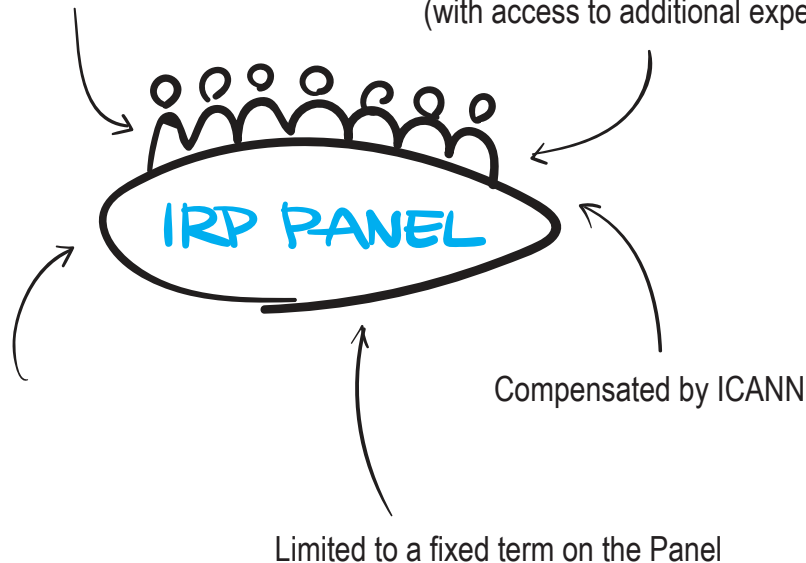 (with access to additional expe
IRP PANEL
Compensated by ICANN
Limited to a fixed term on the Panel